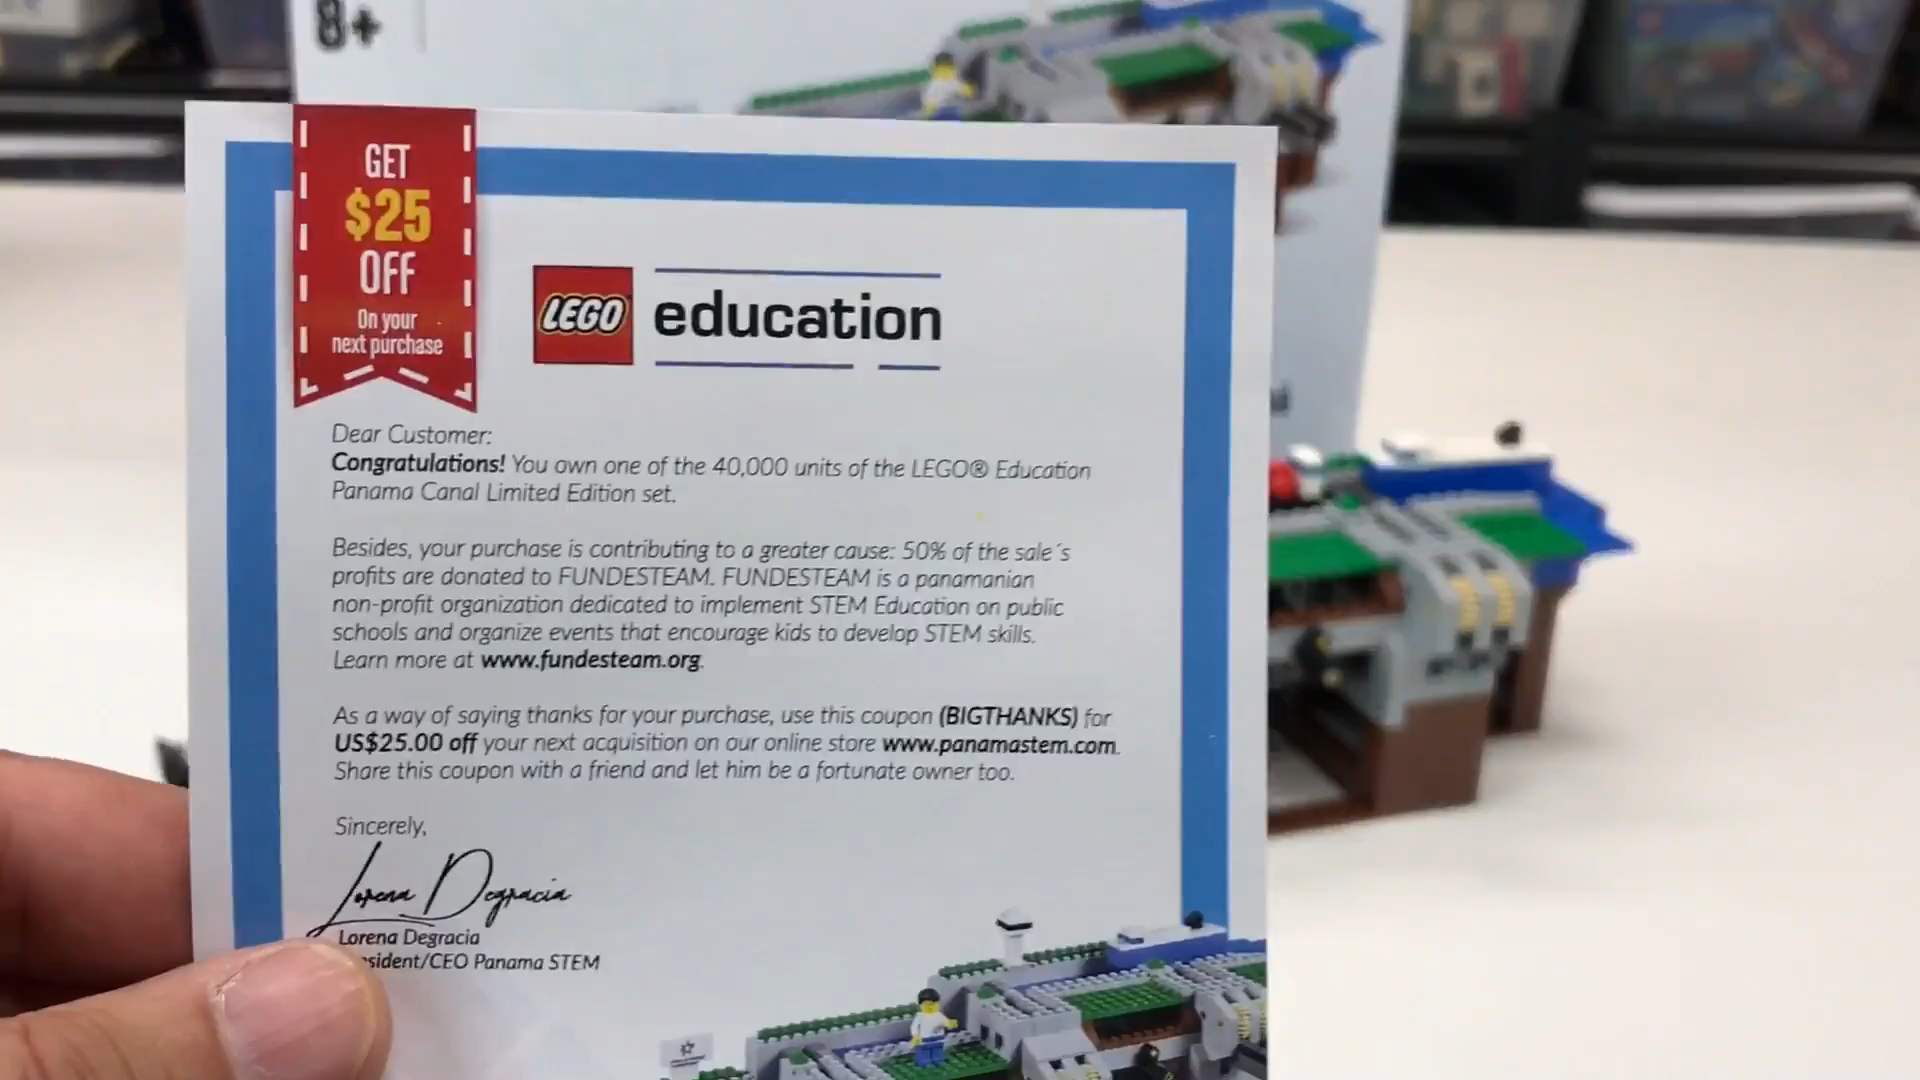 8+
GET
$25
OFF
On your
next purchase
LEGO education
Dear Customer:
Congratulations! You own one of the 40,000 units of the LEGO® Education
Panama Canal Limited Edition set.
Besides, your purchase is contributing to a greater cause: 50% of the sale´s
profits are donated to FUNDESTEAM. FUNDESTEAM is a panamanian
non-profit organization dedicated to implement STEM Education on public
schools and organize events that encourage kids to develop STEM skills.
Learn more at www.fundesteam.org.
As a way of saying thanks for your purchase, use this coupon (BIGTHANKS) for
US$25.00 off your next acquisition on our online store www.panamastem.com.
Share this coupon with a friend and let him be a fortunate owner too.
Sincerely,
Lorena Degracia
Lorena Degracia
sident/CEO Panama STEM